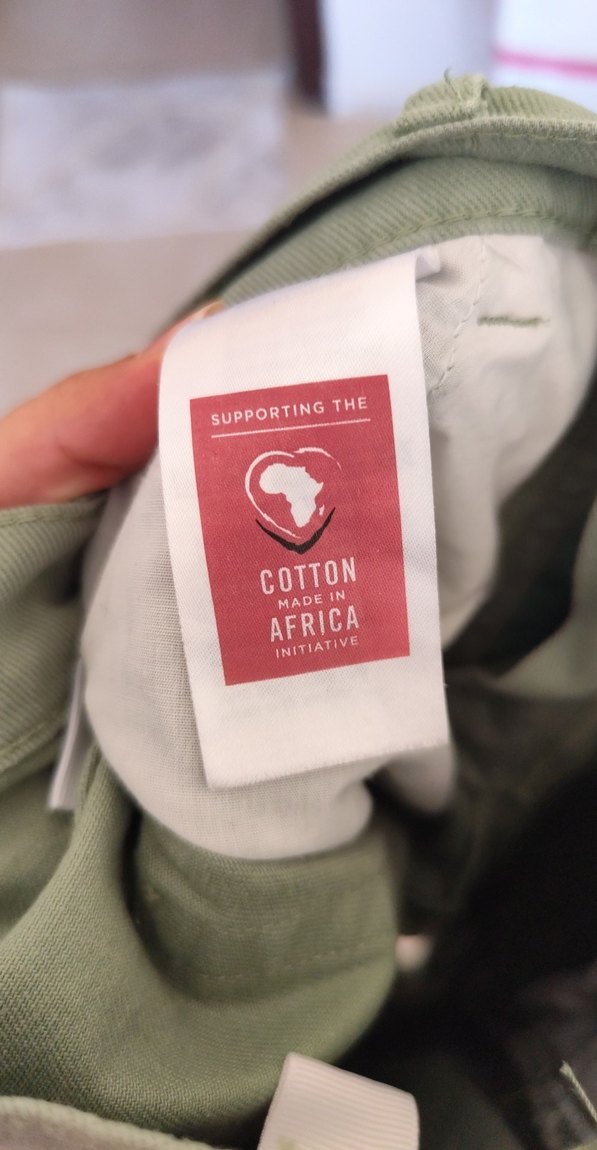 SUPPORTING THE
COTTON
MADE IN
AFRICA
INITIATIVE